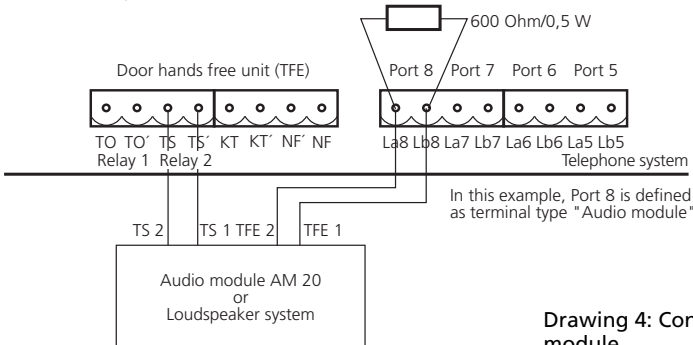 600 Ohm/0,5 W
Door hands free unit (TFE)
Port 8 Port 7 Port 6 Port 5
TO TO´ TS TS´ KT KT´ NF´ NF
La8 Lb8 La7 Lb7 La6 Lb6 La5 Lb5
Relay 1 Relay 2
Telephone system
In this example, Port 8 is defined
as terminal type "Audio module"
TS 2 TS 1 TFE 2 TFE 1
Audio module AM 20
or
Loudspeaker system
Drawing 4: Con
module